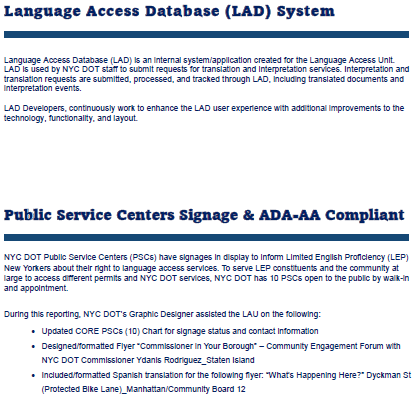 Language Access Database (LAD) System
Language Access Database (LAD) is an internal system/application created for the Language Access Unit.
LAD is used by NYC DOT staff to submit requests for translation and interpretation services. Interpretation and
translation requests are submitted, processed, and tracked through LAD, including translated documents and
interpretation events.
LAD Developers, continuously work to enhance the LAD user experience with additional improvements to the
technology, functionality, and layout.
Public Service Centers Signage & ADA-AA Compliant
NYC DOT Public Service Centers (PSCs) have signages in display to inform Limited English Proficiency (LEP)
New Yorkers about their right to language access services. To serve LEP constituents and the community at
large to access different permits and NYC DOT services, NYC DOT has 10 PSCs open to the public by walk-in
and appointment.
During this reporting, NYC DOT's Graphic Designer assisted the LAU on the following:
• Updated CORE PSCs (10) Chart for signage status and contact information
• Designed/formatted Flyer “Commissioner in Your Borough” – Community Engagement Forum with
NYC DOT Commissioner Ydanis Rodriguez_Staten Island
• Included/formatted Spanish translation for the following flyer: “What's Happening Here?” Dyckman St
(Protected Bike Lane)_Manhattan/Community Board 12